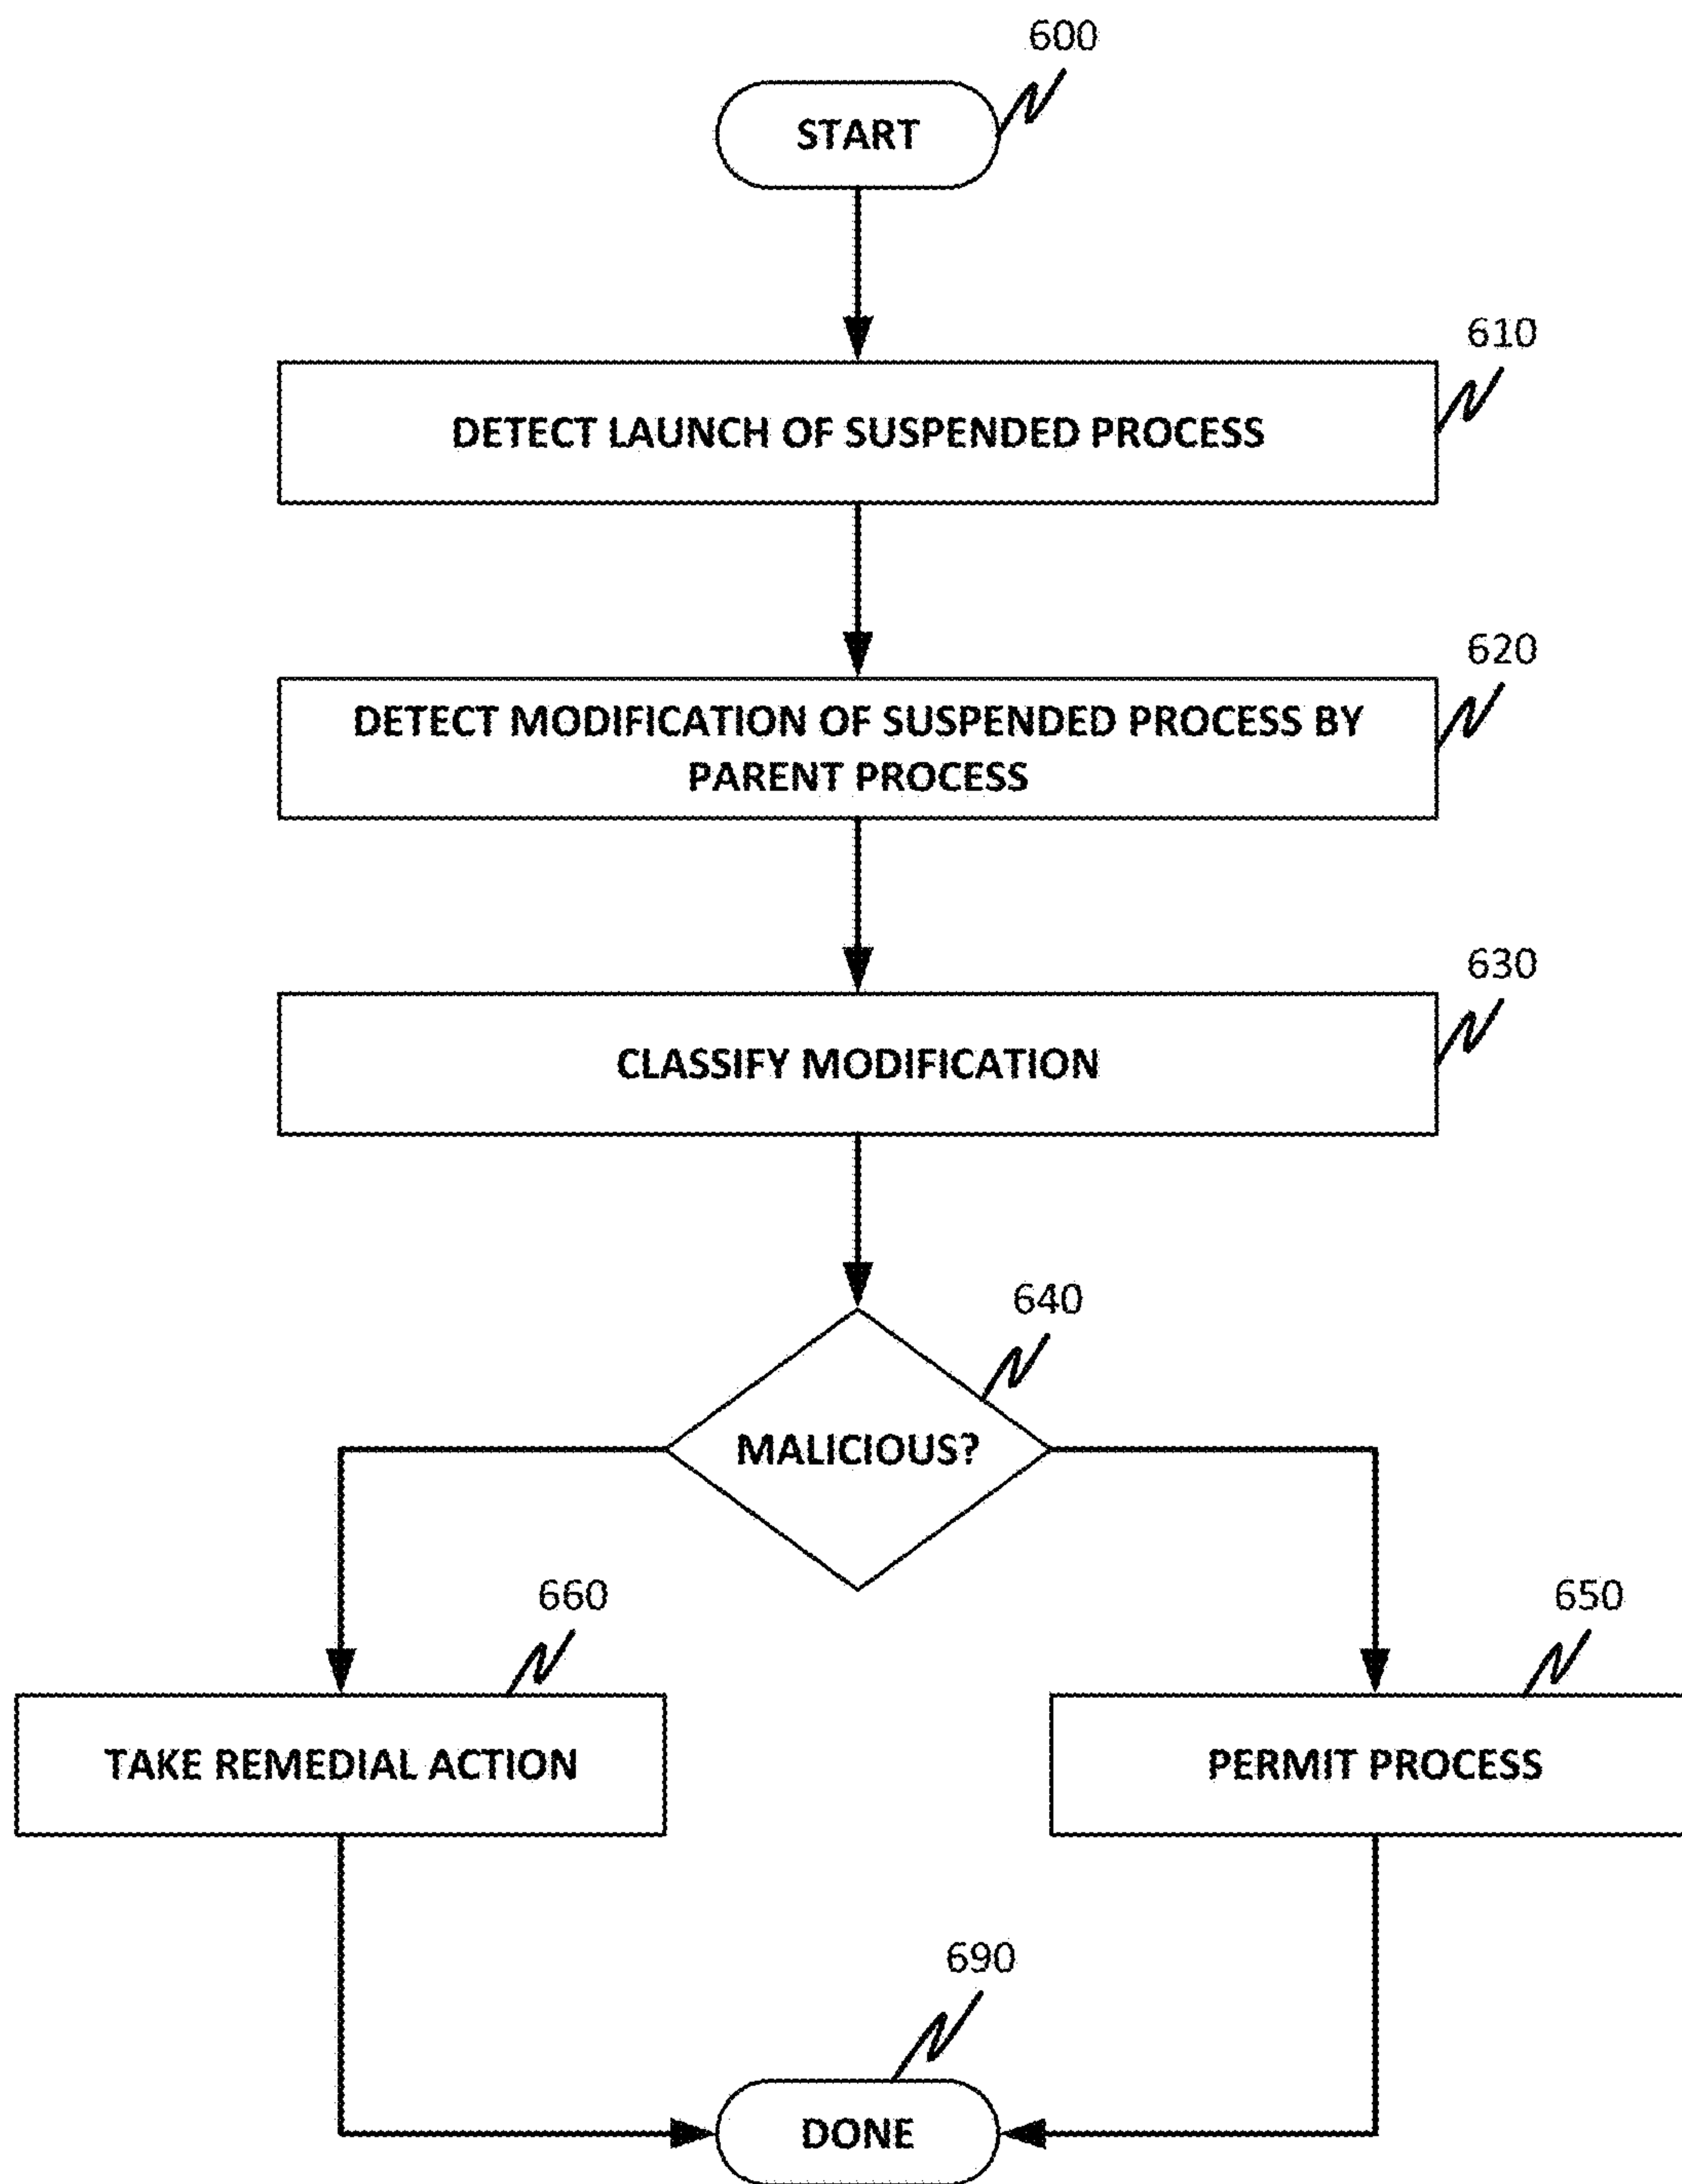 600
START
610
DETECT LAUNCH OF SUSPENDED PROCESS
620
DETECT MODIFICATION OF SUSPENDED PROCESS BY
PARENT PROCESS
630
CLASSIFY MODIFICATION
640
MALICIOUS?
660
TAKE REMEDIAL ACTION
650
PERMIT PROCESS
690
DONE